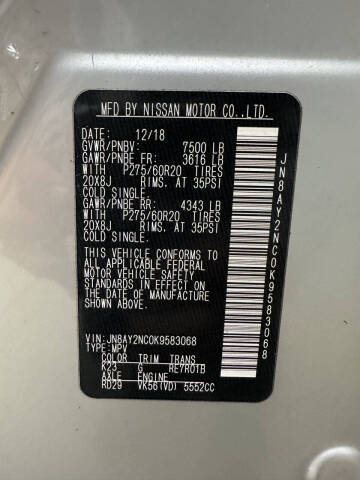 MFD BY NISSAN MOTOR CO.,LTD.
DATE: 12/18
GVWR/PNBV: 7500 LB
GAWR/PNBE FR: 3616 LB
WITH P275/60R20 TIRES
20X8J RIMS. AT 35PSI
COLD SINGLE.
GAWR/PNBE RR: 4343 LB
WITH P275/60R20 TIRES
20X8J RIMS. AT 35PSI
COLD SINGLE.
THIS VEHICLE CONFORMS TO
ALL APPLICABLE FEDERAL
MOTOR VEHICLE SAFETY
STANDARDS IN EFFECT ON
THE DATE OF MANUFACTURE
SHOWN ABOVE.
VIN: JN8AY2NC0K9583068
TYPE: MPV
COLOR TRIM TRANS
K23 G RE7R01B
AXLE ENGINE
RD29 VK56(VD) 5552CC
JN8AY2NC0K9583068